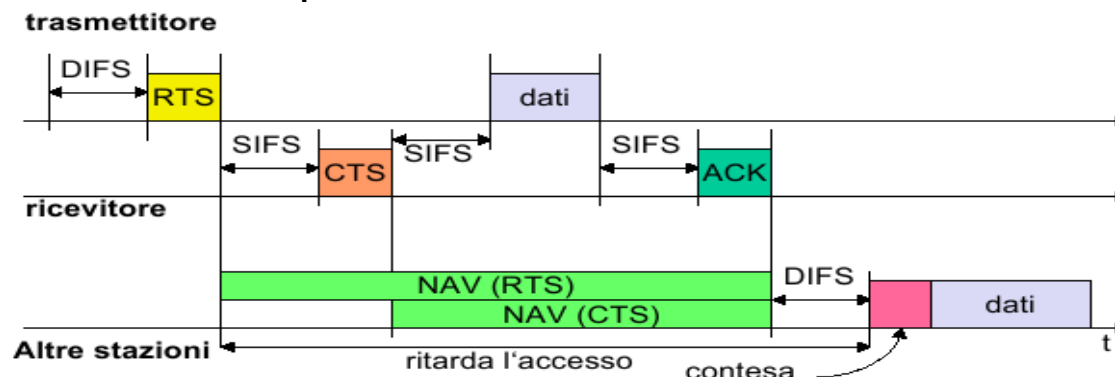 trasmettitore
DIFS
RTS
dati
SIFS
CTS
SIFS
SIFS
ACK
ricevitore
NAV (RTS)
DIFS
NAV (CTS)
dati
Altre stazioni
ritarda l'accesso
contesa
t